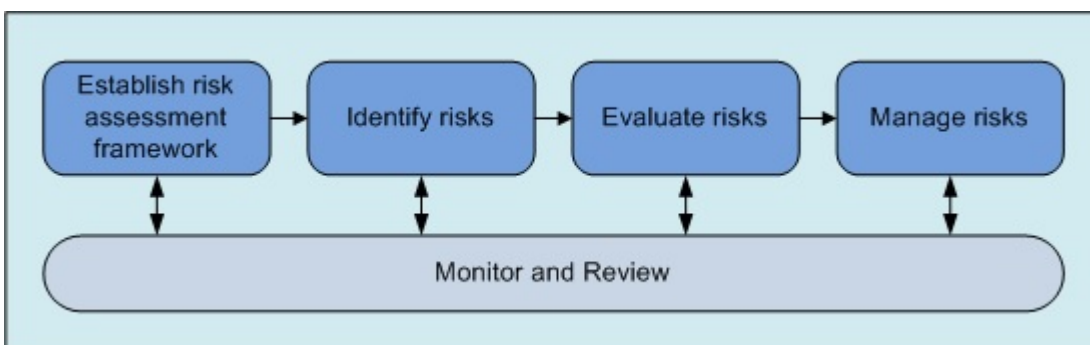 Establish risk
assessment
framework
Identify risks
Evaluate risks
Manage risks
Monitor and Review